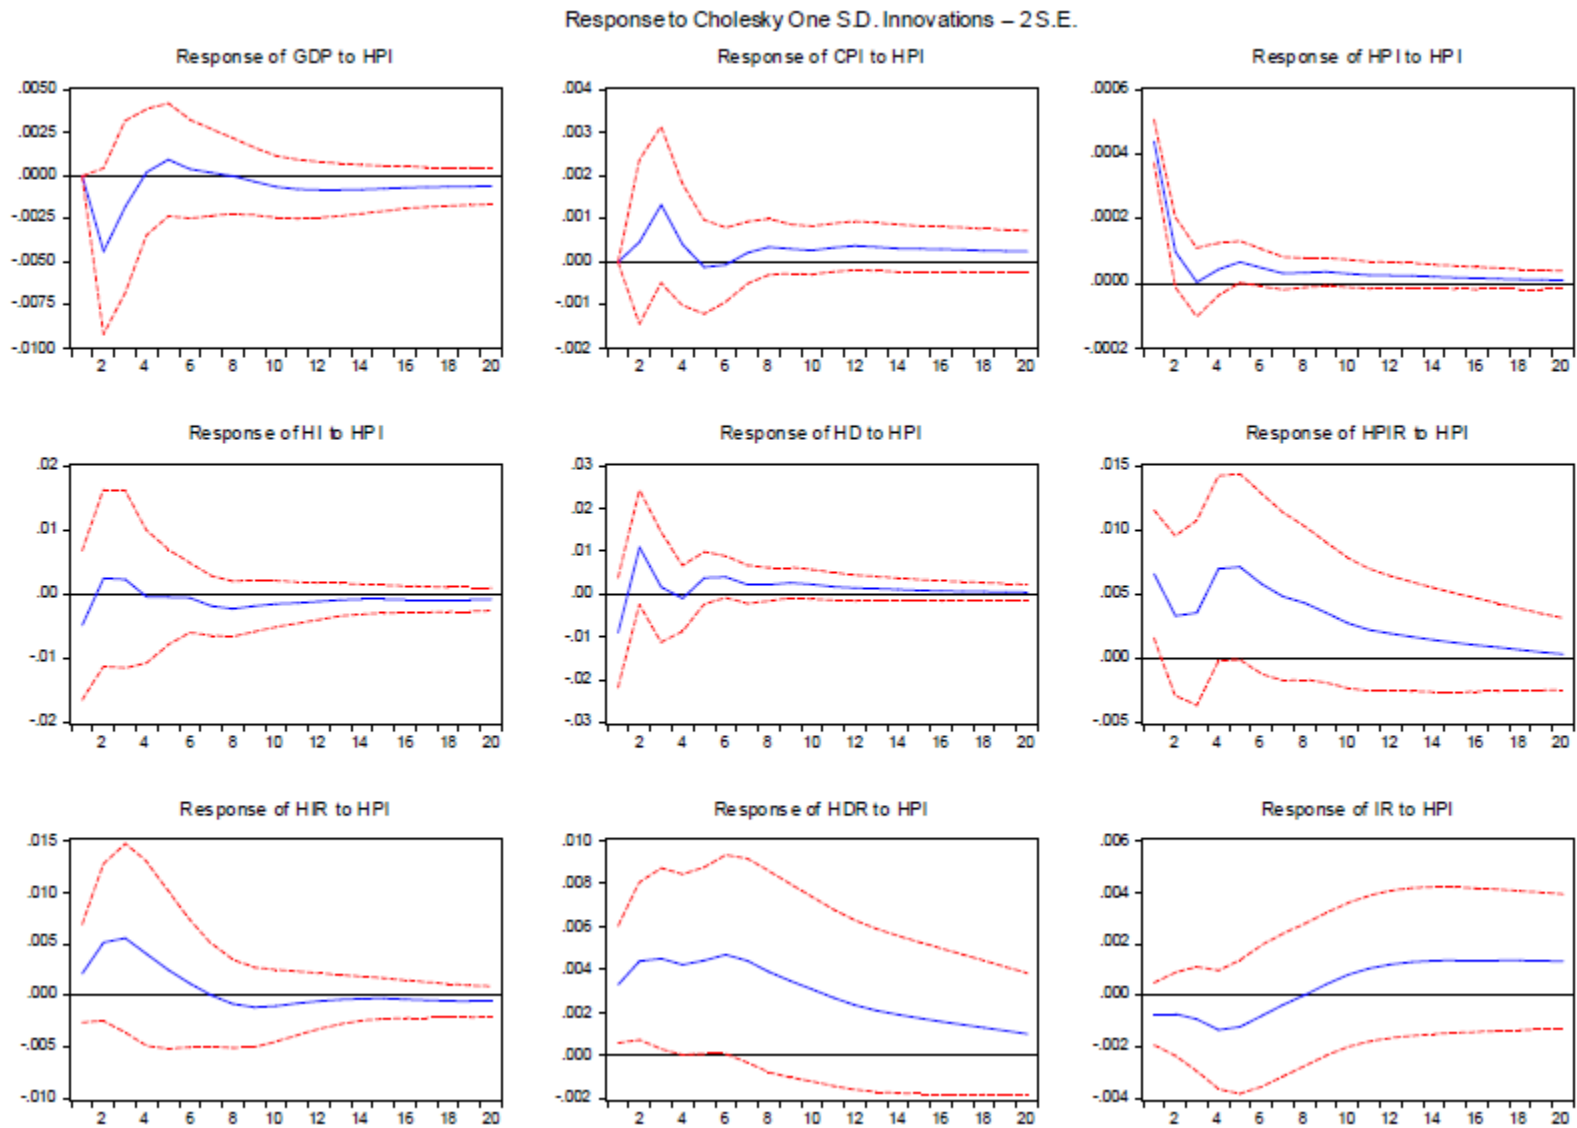 Response to Cholesky One S.D. Innovations – 2 S.E.
Response of GDP to HPI
.0050
.0025
.0000
-.0025
-.0050
-.0075
-.0100
2 4 6 8 10 12 14 16 18 20
Response of CPI to HPI
.004
.003
.002
.001
.000
-.001
-.002
2 4 6 8 10 12 14 16 18 20
Response of HPI to HPI
.0006
.0004
.0002
.0000
-.0002
2 4 6 8 10 12 14 16 18 20
Response of HI to HPI
.02
.01
.00
-.01
-.02
2 4 6 8 10 12 14 16 18 20
Response of HD to HPI
.03
.02
.01
.00
-.01
-.02
-.03
2 4 6 8 10 12 14 16 18 20
Response of HPIR to HPI
.015
.010
.005
.000
-.005
2 4 6 8 10 12 14 16 18 20
Response of HIR to HPI
.015
.010
.005
.000
-.005
-.010
2 4 6 8 10 12 14 16 18 20
Response of HDR to HPI
.010
.008
.006
.004
.002
.000
-.002
2 4 6 8 10 12 14 16 18 20
Response of IR to HPI
.006
.004
.002
.000
-.002
-.004
2 4 6 8 10 12 14 16 18 20